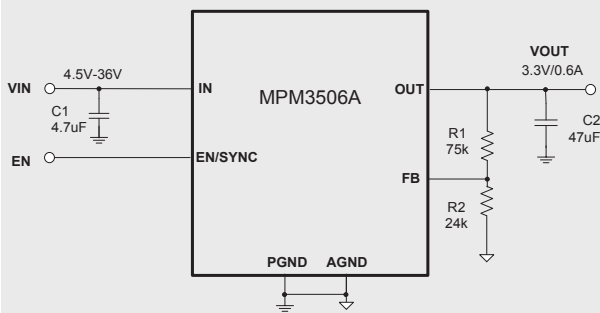 VOUT
4.5V-36V
3.3V/0.6A
VIN
IN
MPM3506A
OUT
C1
4.7uF
R1
75k
C2
47uF
EN
EN/SYNC
FB
R2
24k
PGND
AGND